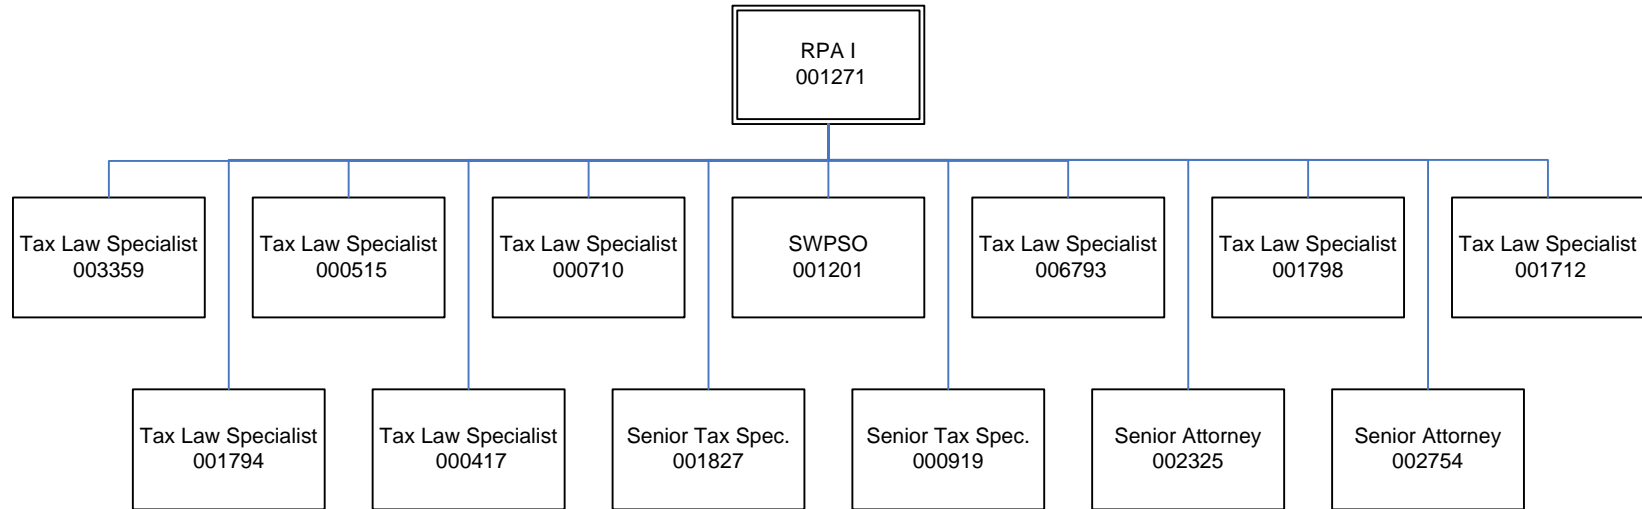 RPA I
001271
Tax Law Specialist
003359
Tax Law Specialist
000515
Tax Law Specialist
000710
SWPSO
001201
Tax Law Specialist
006793
Tax Law Specialist
001798
Tax Law Specialist
001712
Tax Law Specialist
001794
Tax Law Specialist
000417
Senior Tax Spec.
001827
Senior Tax Spec.
000919
Senior Attorney
002325
Senior Attorney
002754